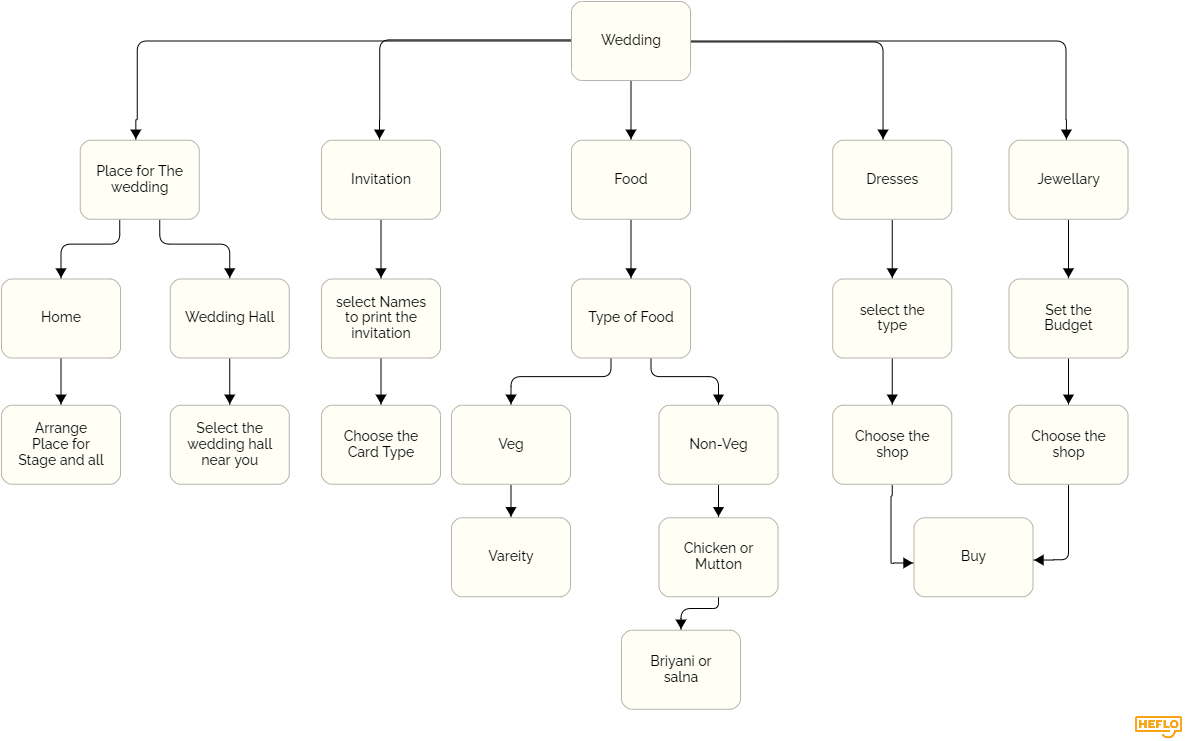 Wedding
Place for The
wedding
Invitation
Food
Dresses
Jewellary
Home
Wedding Hall
select Names
to print the
invitation
Type of Food
select the
type
Set the
Budget
Arrange
Place for
Stage and all
Select the
wedding hall
near you
Choose the
Card Type
Veg
Non-Veg
Choose the
shop
Choose the
shop
Vareity
Chicken or
Mutton
Buy
Briyani or
salna
HEFLO